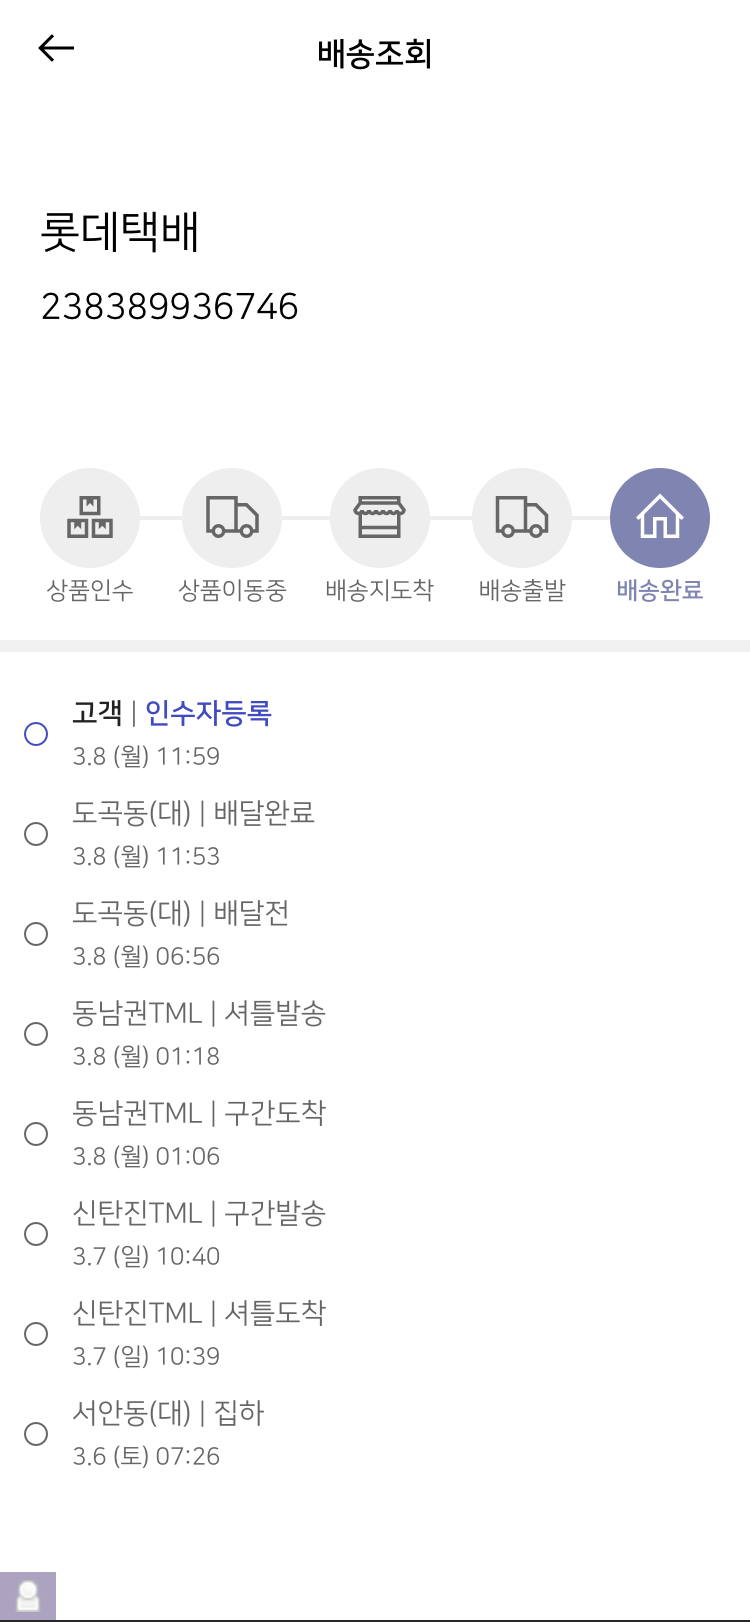 배송조회
롯데택배
238389936746
상품인수 상품이동중 배송지도착 배송출발 배송완료
고객 | 인수자등록
3.8 (월) 11:59
도곡동(대) | 배달완료
3.8 (월) 11:53
도곡동(대) | 배달전
3.8 (월) 06:56
동남권TML | 셔틀발송
3.8 (월) 01:18
동남권TML | 구간도착
3.8 (월) 01:06
신탄진TML | 구간발송
3.7 (일) 10:40
신탄진TML | 셔틀도착
3.7 (일) 10:39
서안동(대) | 집하
3.6 (토) 07:26